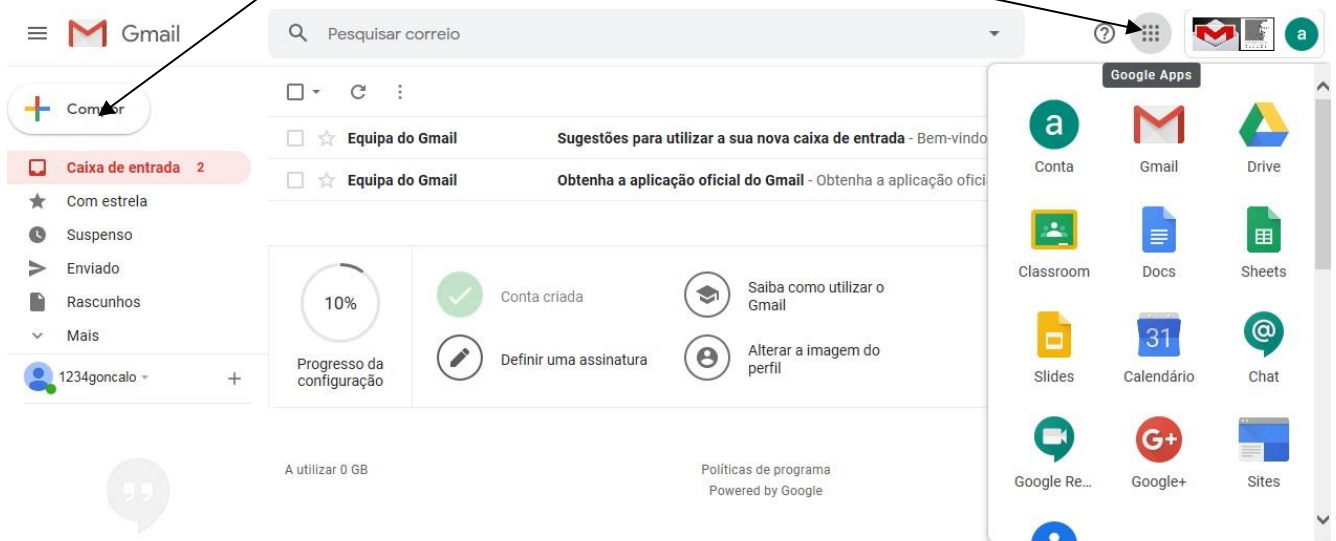 Gmail
Pesquisar correio
a
Google Apps
Compor
Caixa de entrada 2
Com estrela
Suspenso
Enviado
Rascunhos
Mais
1234goncalo
Equipa do Gmail Sugestões para utilizar a sua nova caixa de entrada - Bem-vindo
Equipa do Gmail Obtenha a aplicação oficial do Gmail - Obtenha a aplicação ofici
10%
Progresso da
configuração
Conta criada
Definir uma assinatura
Saiba como utilizar o
Gmail
Alterar a imagem do
perfil
A utilizar 0 GB
Políticas de programa
Powered by Google
a
Conta Gmail Drive
Classroom Docs Sheets
31
Slides Calendário Chat
G+
Google Re... Google+ Sites